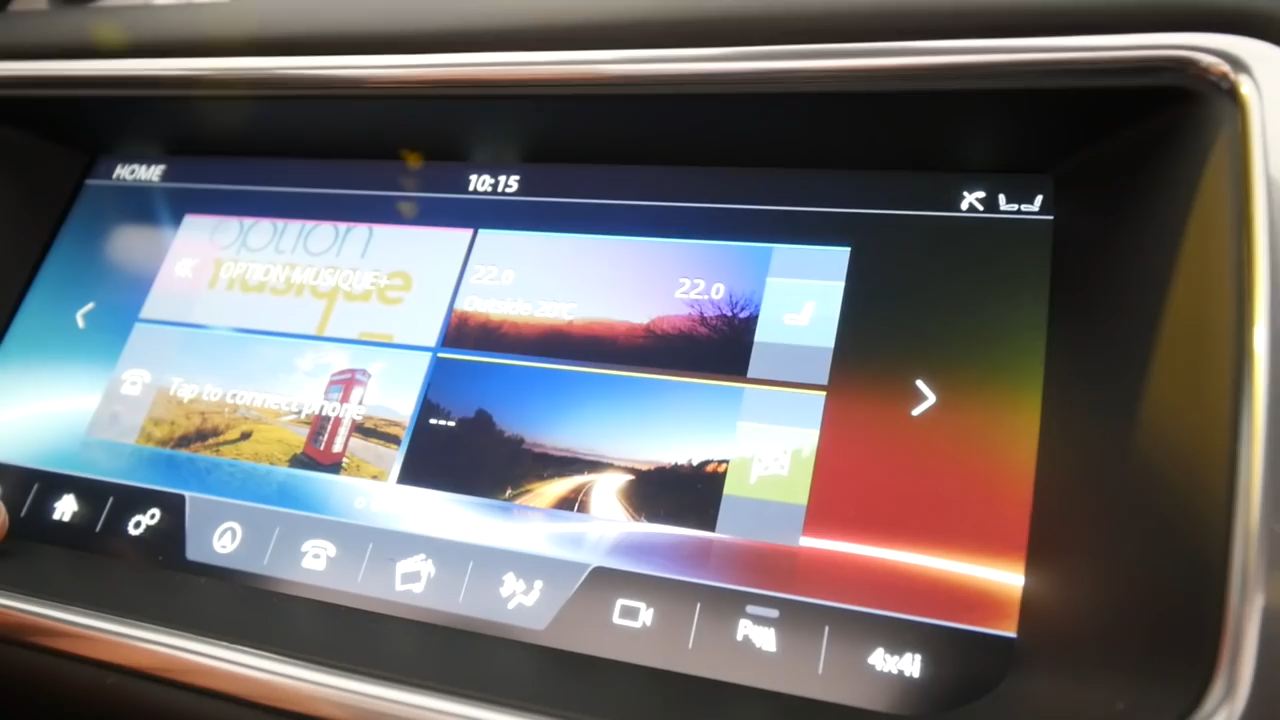 HOME
10:15
option
musique
OPTION MUSIQUE+
22.0
22.0
Outside 20°C
Tap to connect phone
---
4x4i